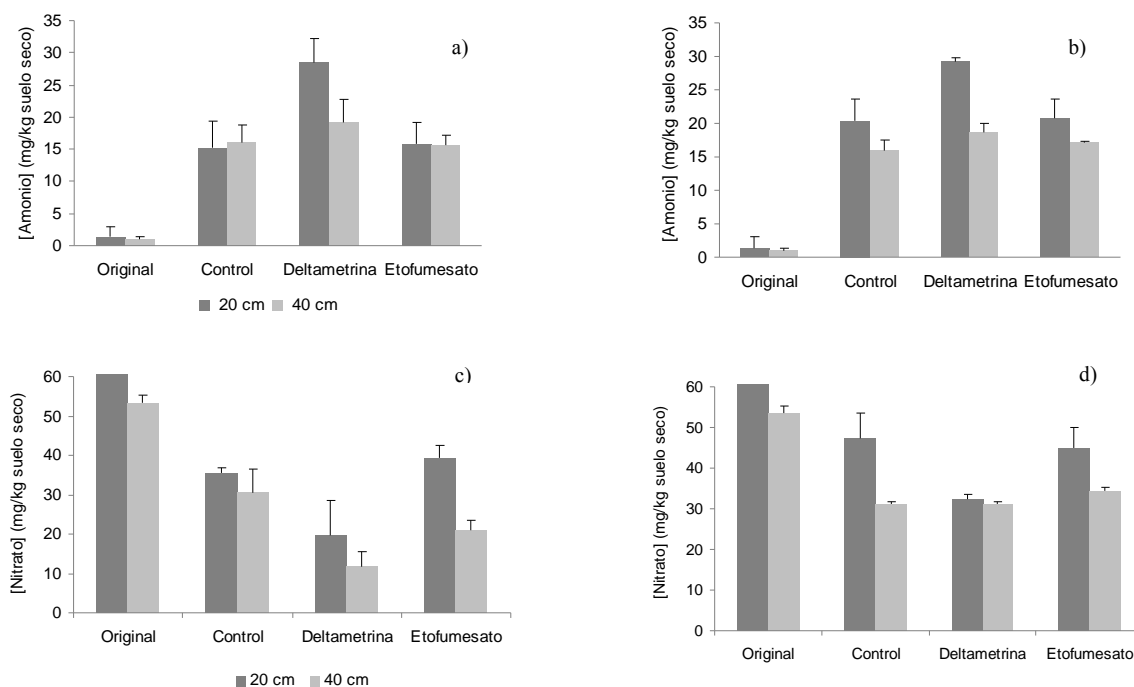 a)
[Amonio] (mg/kg suelo seco)
35
30
25
20
15
10
5
0
Original Control Deltametrina Etofumesato
20 cm 40 cm
b)
[Amonio] (mg/kg suelo seco)
35
30
25
20
15
10
5
0
Original Control Deltametrina Etofumesato
c)
[Nitrato] (mg/kg suelo seco)
60
50
40
30
20
10
0
Original Control Deltametrina Etofumesato
20 cm 40 cm
d)
[Nitrato] (mg/kg suelo seco)
60
50
40
30
20
10
0
Original Control Deltametrina Etofumesato